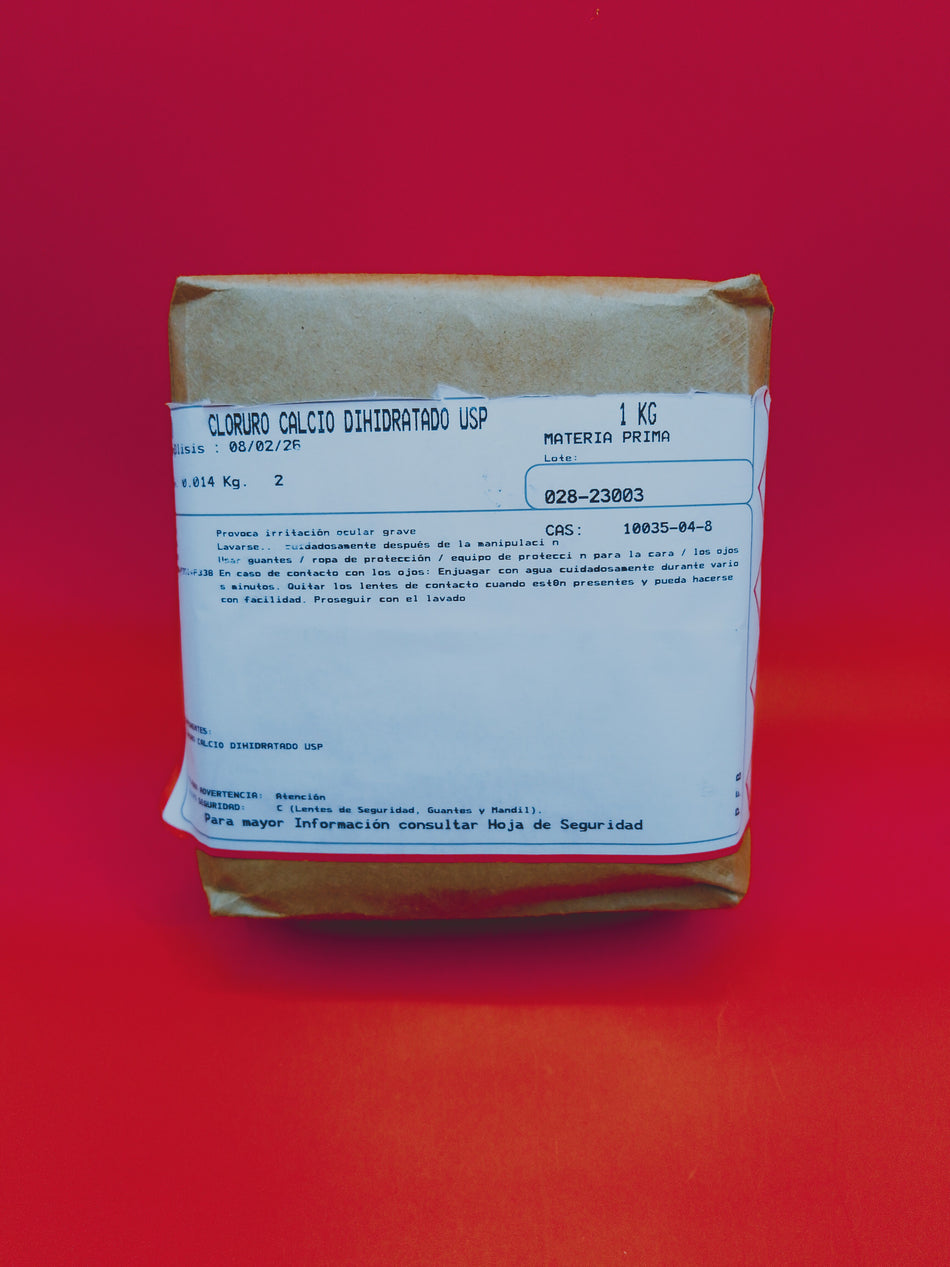 CLORURO CALCIO DIHIDRATADO USP 1 KG
álisis : 08/02/26 MATERIA PRIMA
Lote:
0.014 Kg. 2 028-23003
Provoca irritación ocular grave CAS: 10035-04-8
Lavarse.. cuidadosamente después de la manipulaci n
Usar guantes / ropa de protección / equipo de protecci n para la cara / los ojos
P338 En caso de contacto con los ojos: Enjuagar con agua cuidadosamente durante vario
s minutos. Quitar los lentes de contacto cuando est0n presentes y pueda hacerse
con facilidad. Proseguir con el lavado
ENTES:
CALCIO DIHIDRATADO USP
ADVERTENCIA: Atención
SEGURIDAD: C (Lentes de Seguridad, Guantes y Mandil).
Para mayor Información consultar Hoja de Seguridad